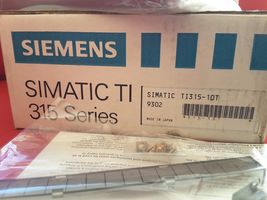 SIEMENS
SIMATIC TI
315 Series
SIMATIC TI315-10T
9302
MADE IN JAPAN